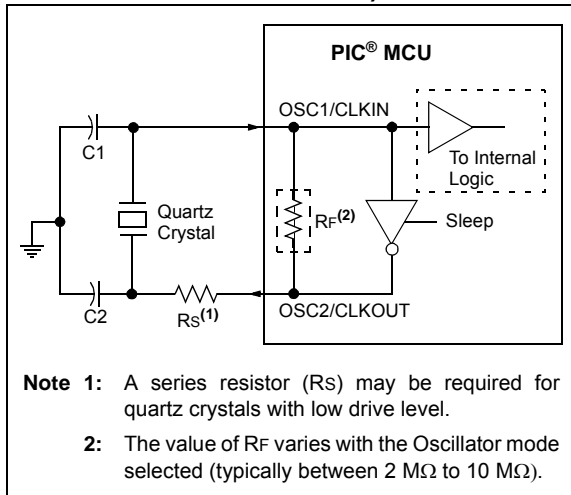 PIC® MCU
OSC1/CLKIN
C1
To Internal
Logic
Quartz
Crystal
RF(2)
Sleep
C2
RS(1)
OSC2/CLKOUT
Note 1: A series resistor (RS) may be required for
quartz crystals with low drive level.
2: The value of RF varies with the Oscillator mode
selected (typically between 2 MΩ to 10 MΩ).